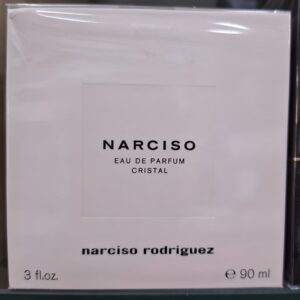 NARCISO
EAU DE PARFUM
CRISTAL
narciso rodriguez
3 fl.oz. ℮ 90 ml